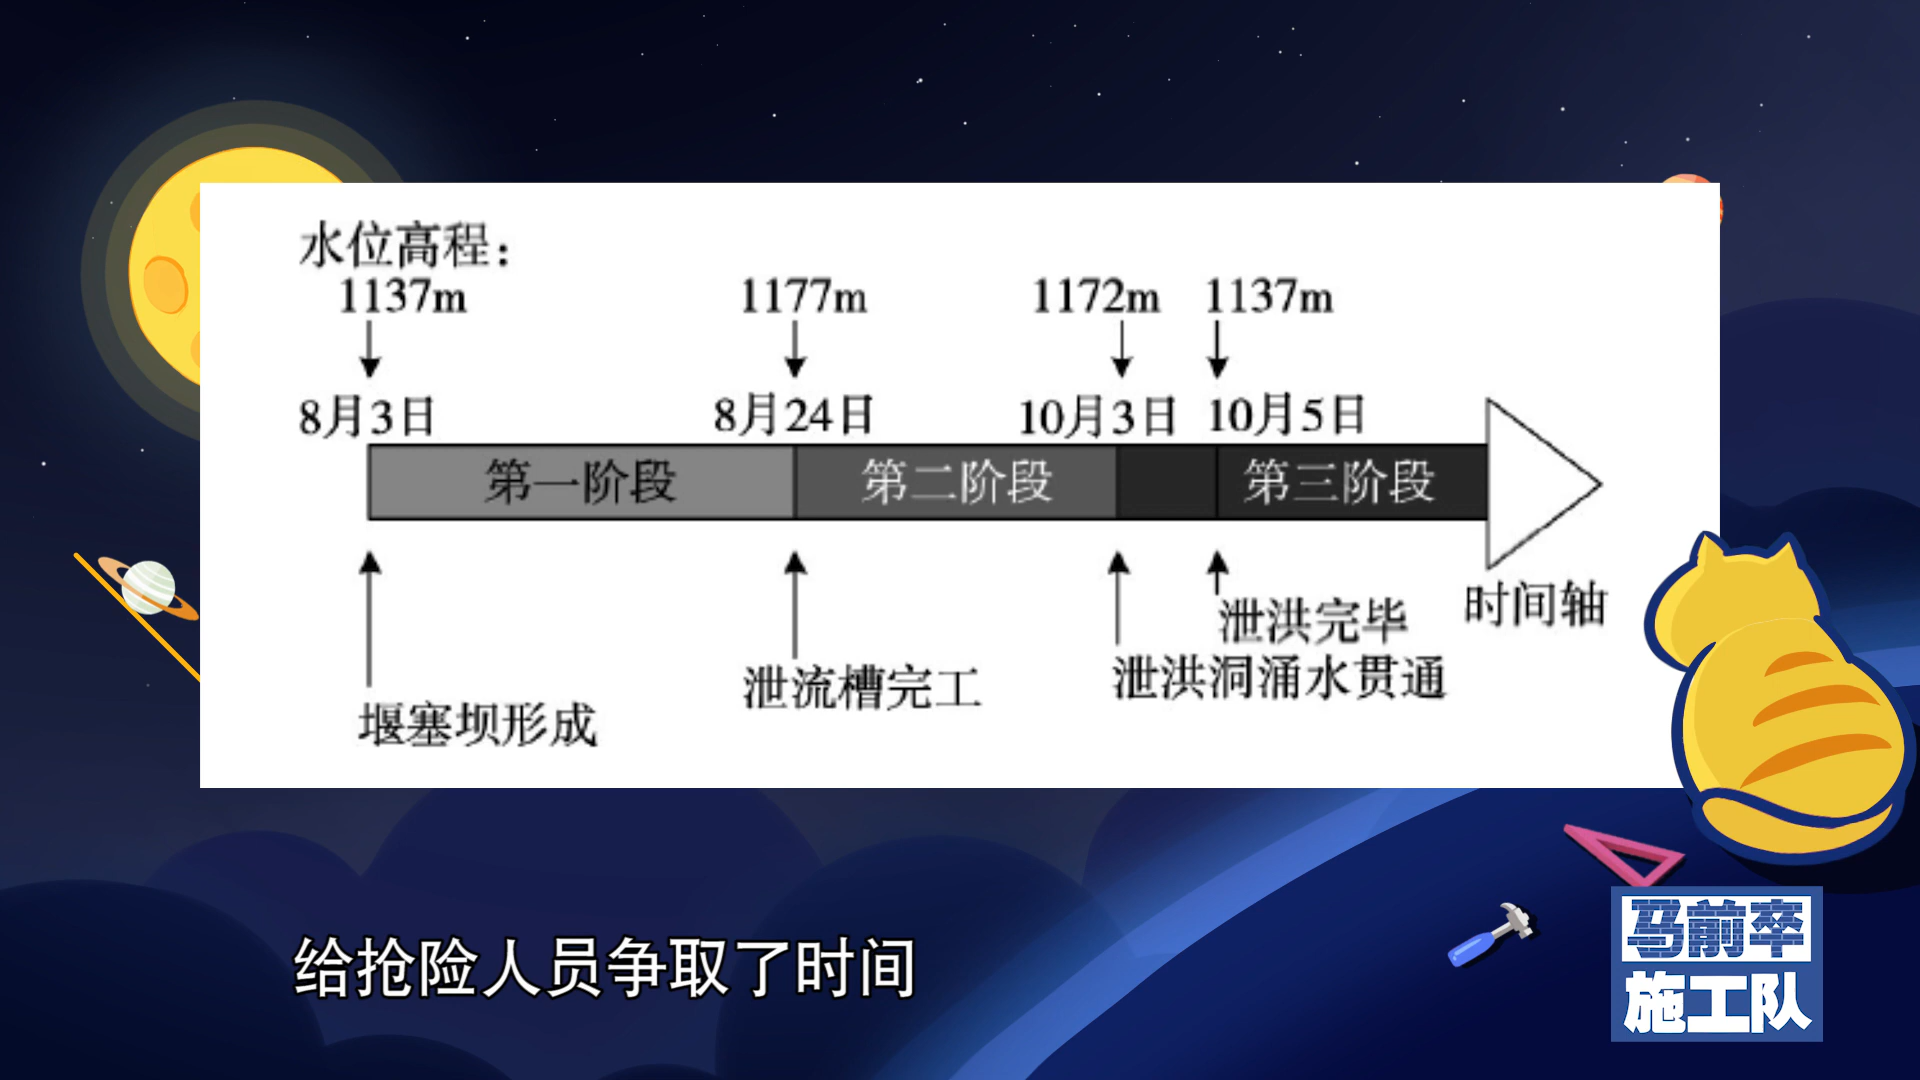 水位高程：
1137m 1177m 1172m 1137m
8月3日 8月24日 10月3日 10月5日
第一阶段 第二阶段 第三阶段
时间轴
泄洪完毕
泄洪洞涌水贯通
泄流槽完工
堰塞坝形成
给抢险人员争取了时间
马前卒
施工队